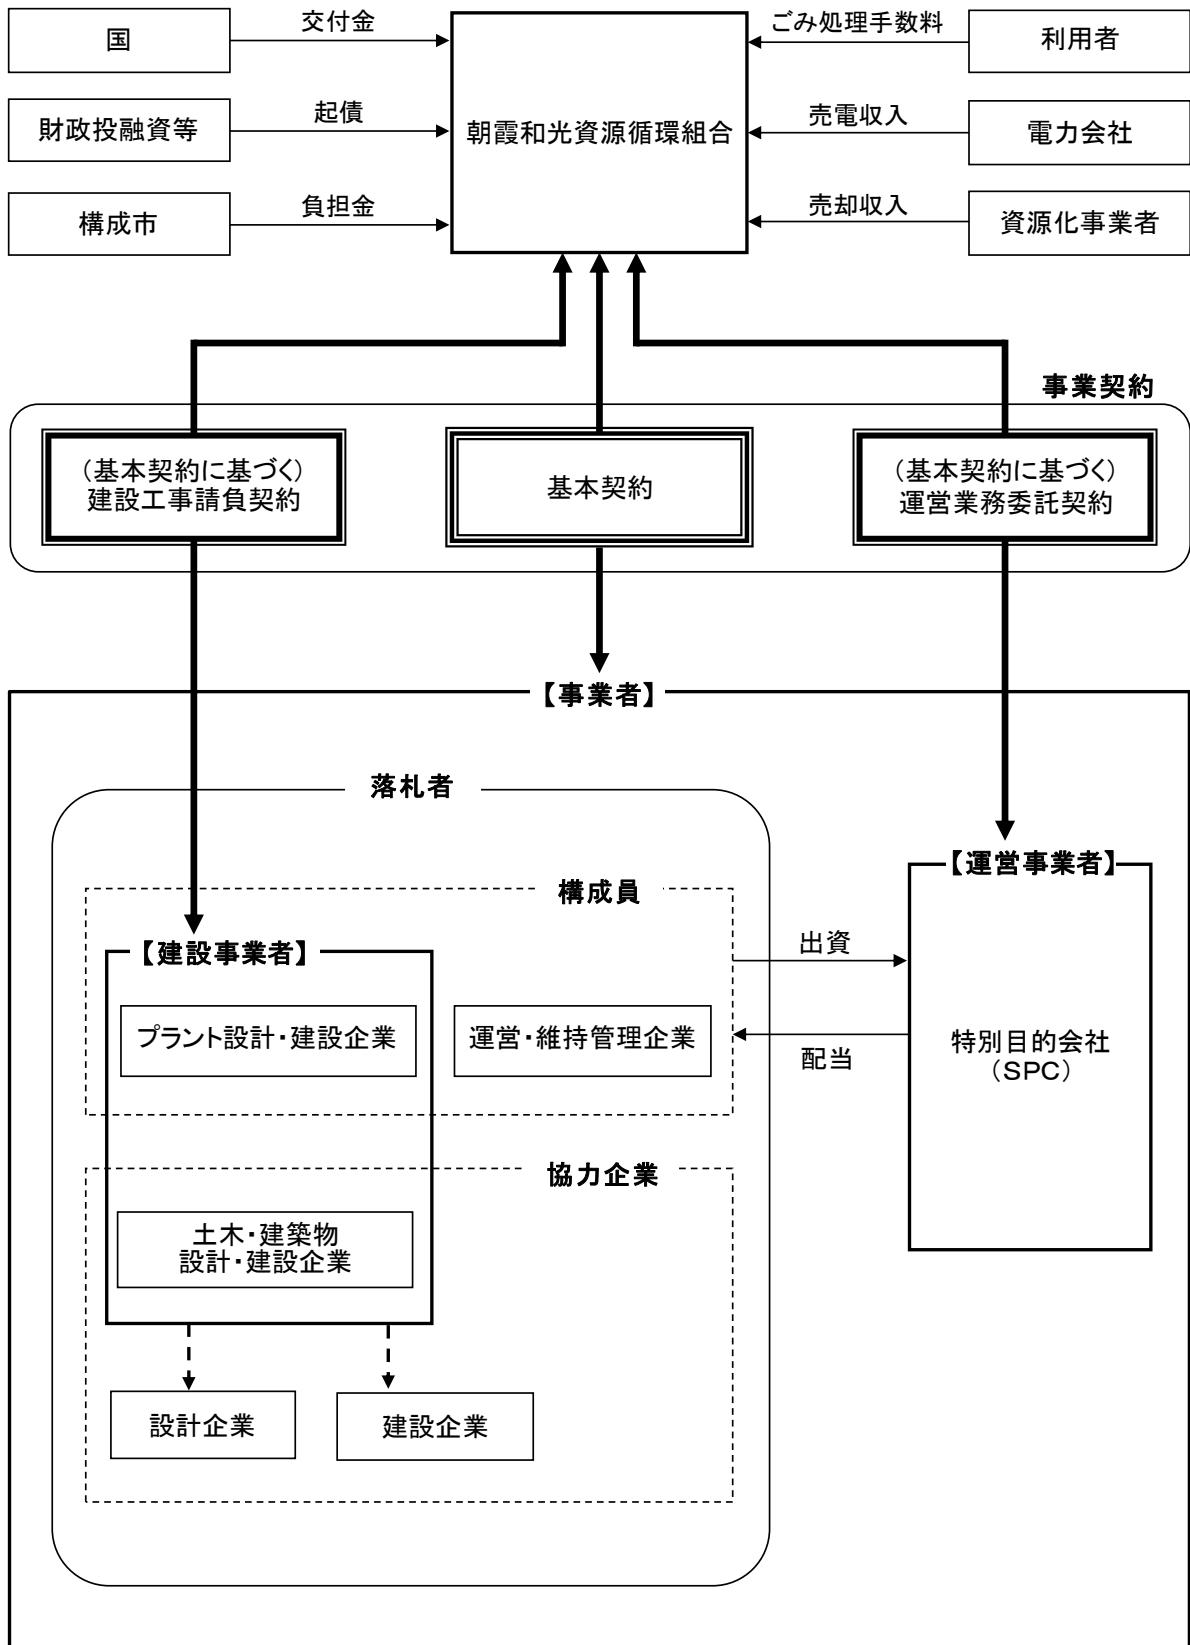 国
交付金
ごみ処理手数料
利用者
財政投融資等
起債
朝霞和光資源循環組合
売電収入
電力会社
構成市
負担金
売却収入
資源化事業者
事業契約
（基本契約に基づく）
建設工事請負契約
基本契約
（基本契約に基づく）
運営業務委託契約
【事業者】
落札者
【運営事業者】
構成員
【建設事業者】
出資
プラント設計・建設企業
運営・維持管理企業
配当
特別目的会社
（SPC）
協力企業
土木・建築物
設計・建設企業
設計企業
建設企業